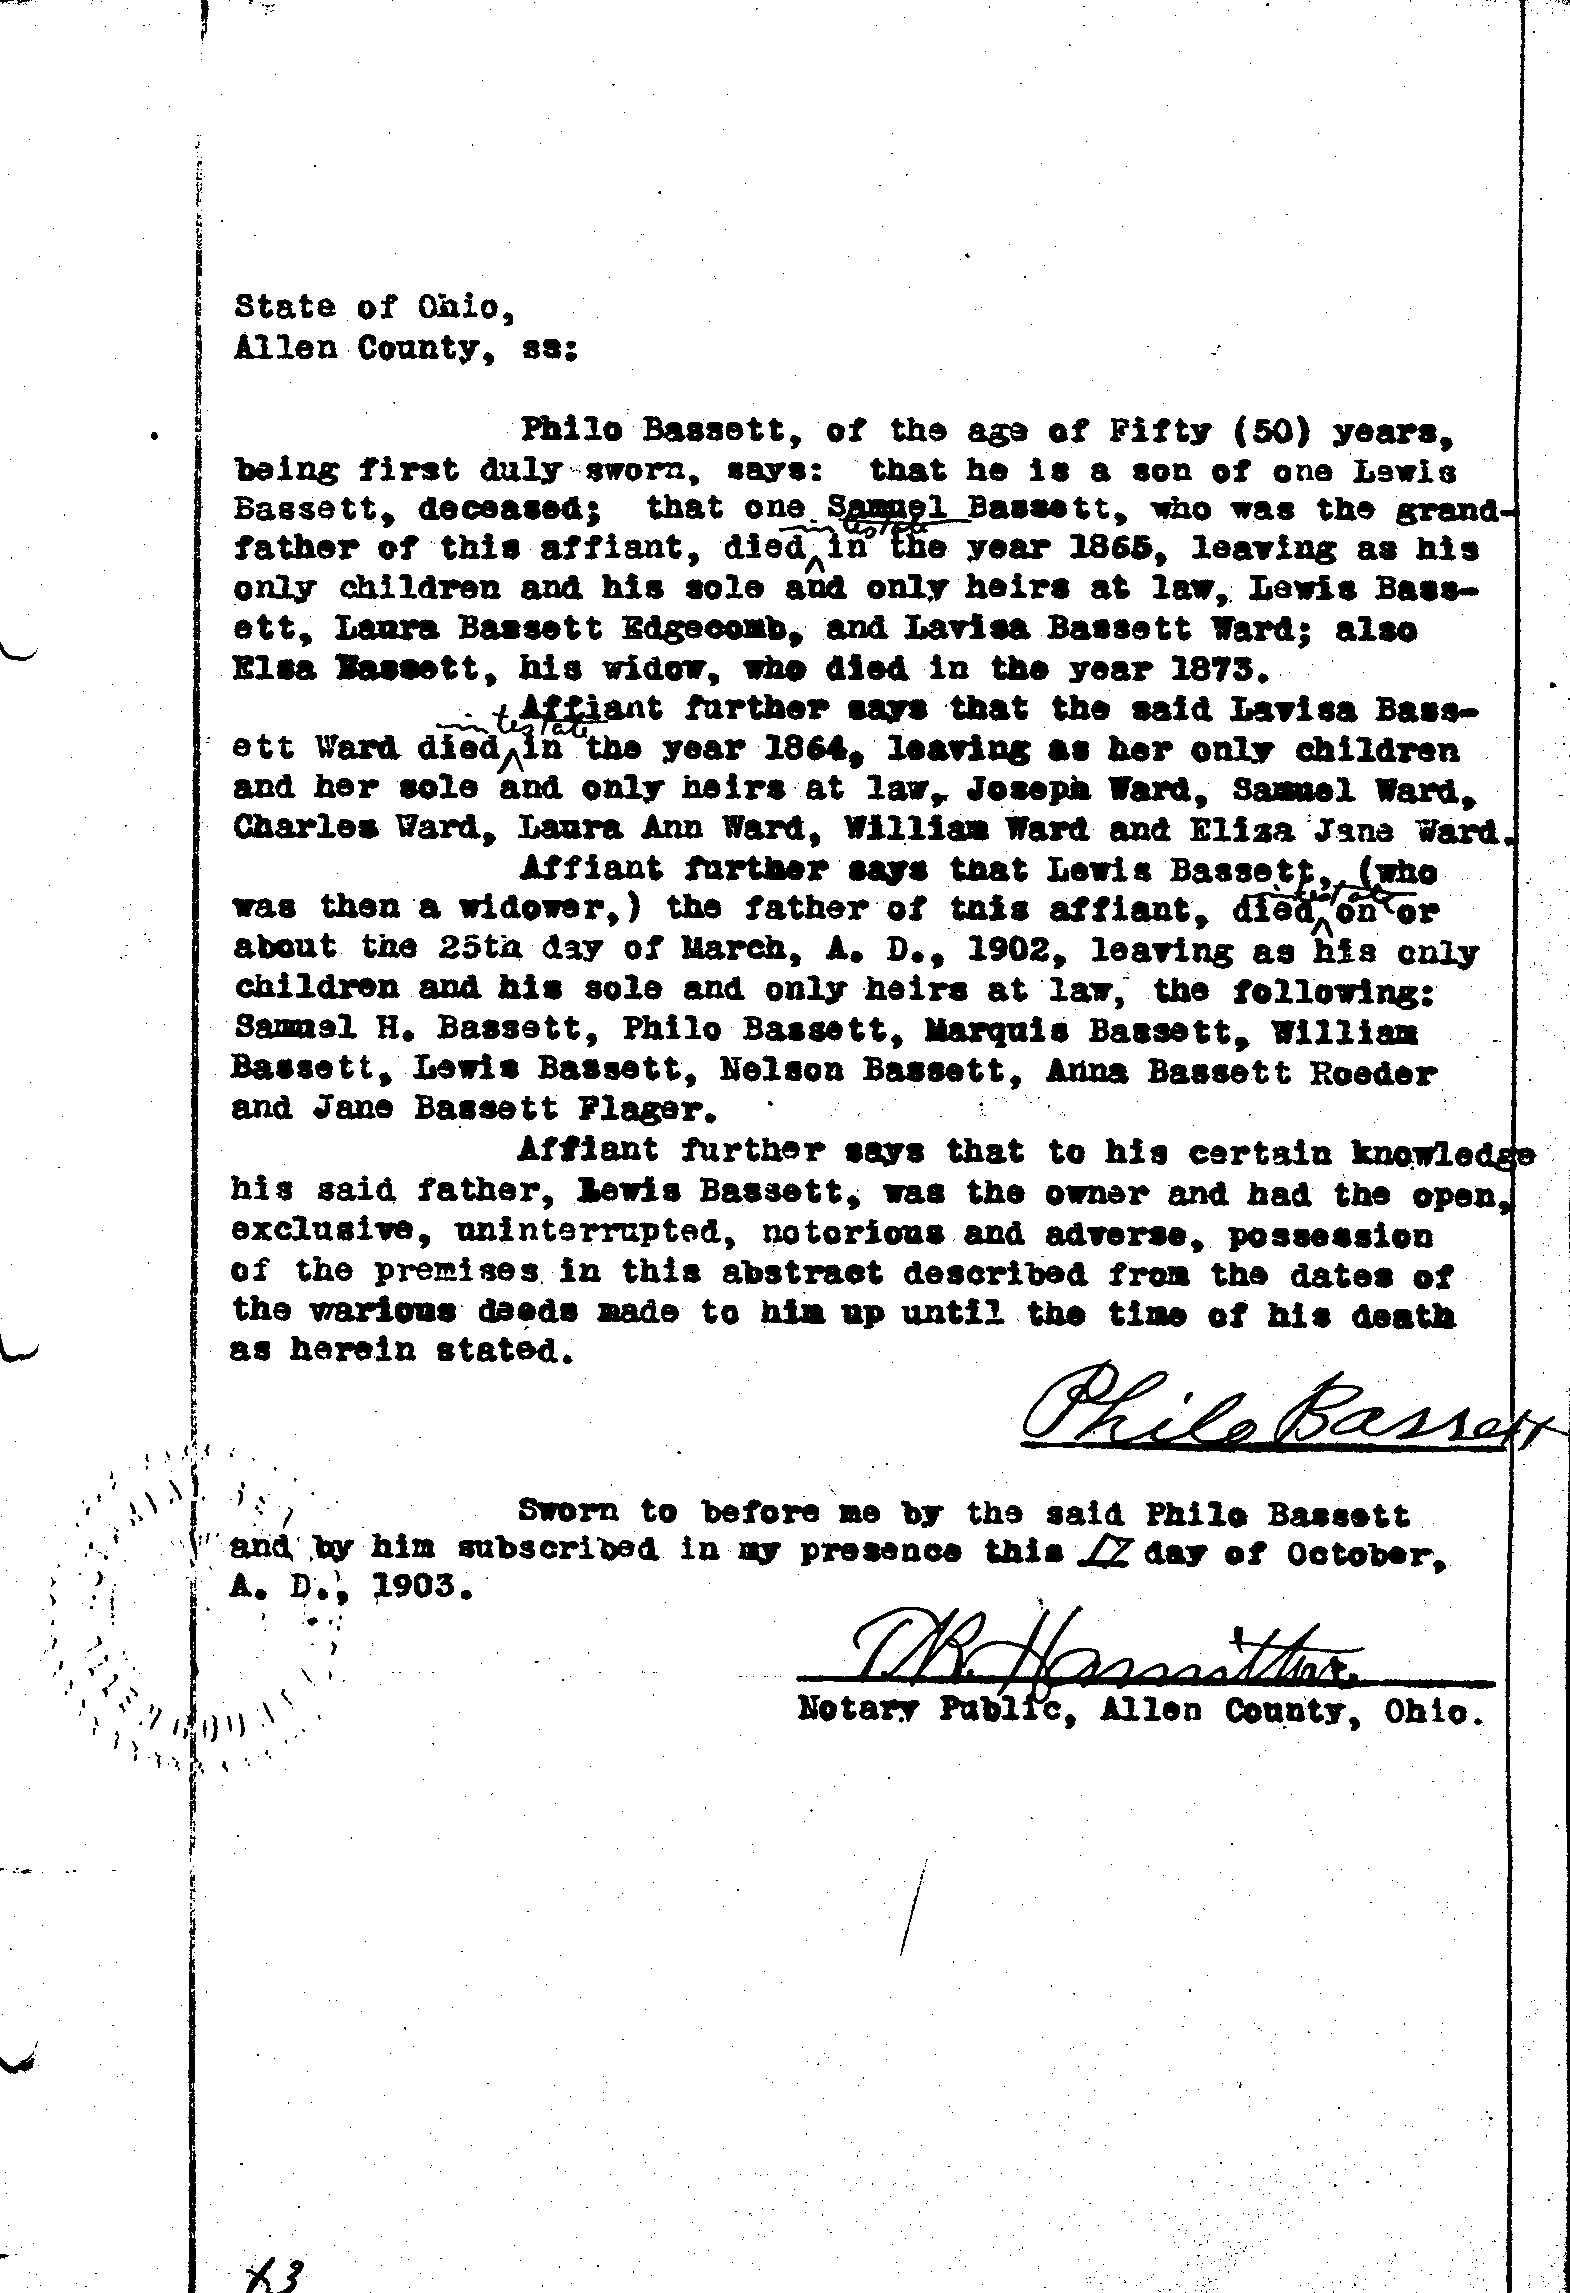 State of Ohio,
Allen County, ss:
Philo Bassett, of the age of Fifty (50) years,
being first duly sworn, says: that he is a son of one Lewis
Bassett, deceased; that one Samuel Bassett, who was the grand-
intestate
father of this affiant, died in the year 1865, leaving as his
only children and his sole and only heirs at law, Lewis Bass-
ett, Laura Bassett Edgecomb, and Lavisa Bassett Ward; also
Elsa Bassett, his widow, who died in the year 1873.
Affiant further says that the said Lavisa Bass-
intestate
ett Ward died in the year 1864, leaving as her only children
and her sole and only heirs at law, Joseph Ward, Samuel Ward,
Charles Ward, Laura Ann Ward, William Ward and Eliza Jane Ward.
Affiant further says that Lewis Bassett, (who
intestate
was then a widower,) the father of this affiant, died on or
about the 25th day of March, A. D., 1902, leaving as his only
children and his sole and only heirs at law, the following:
Samuel H. Bassett, Philo Bassett, Marquis Bassett, William
Bassett, Lewis Bassett, Nelson Bassett, Anna Bassett Roeder
and Jane Bassett Flager.
Affiant further says that to his certain knowledge
his said father, Lewis Bassett, was the owner and had the open,
exclusive, uninterrupted, notorious and adverse, possession
of the premises in this abstract described from the dates of
the warious deeds made to him up until the time of his death
as herein stated.
Philo Bassett
Sworn to before me by the said Philo Bassett
and by him subscribed in my presence this 17 day of October,
A. D., 1903.
Notary Public, Allen County, Ohio.